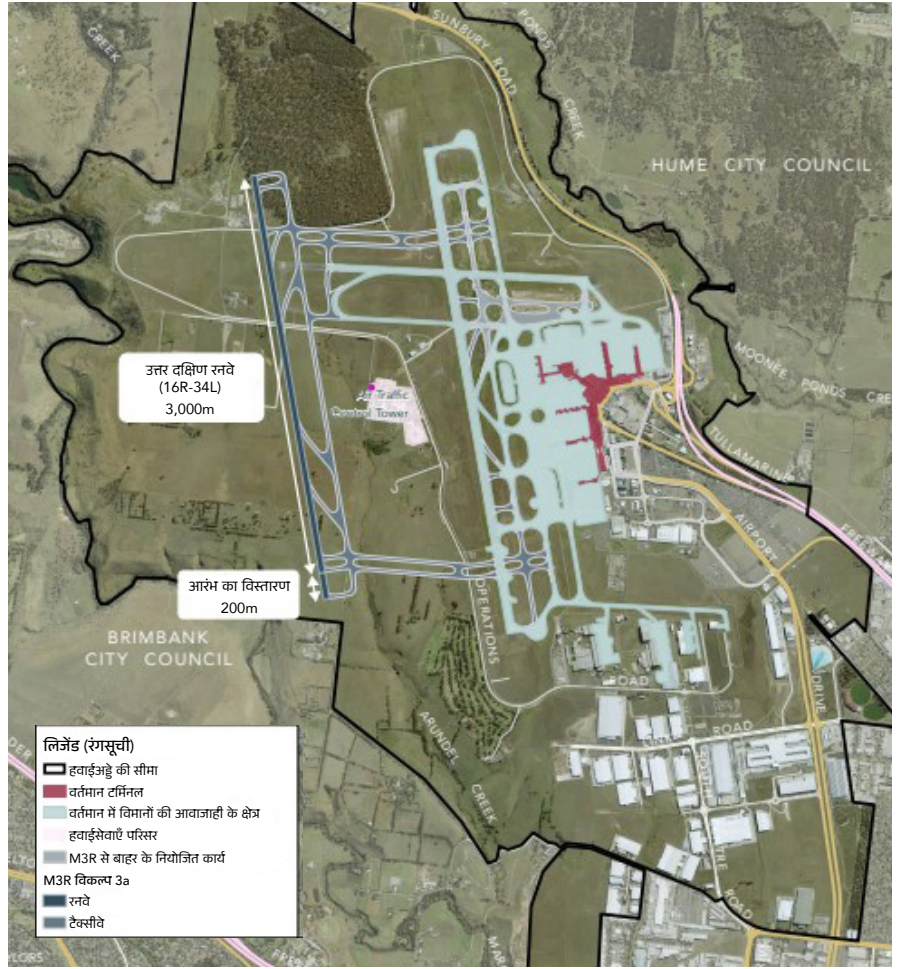 CREEK
SUNBURY
ROAD
PONDS
CREEK
HUME CITY COUNCIL
उत्तर दक्षिण रनवे
(16R-34L)
3,000m
Air Traffic
Control Tower
MOONEE PONDS
TULLAMARINE
AIRPORT
DRIVE
आरंभ का विस्तारण
200m
OPERATIONS
ROAD
BRIMBANK
CITY COUNCIL
ARUNDEL
CREEK
ROAD
ROAD
लिजेंड (रंगसूची)
हवाईअड्डे की सीमा
वर्तमान टर्मिनल
वर्तमान में विमानों की आवाजाही के क्षेत्र
हवाईसेवाएँ परिसर
M3R से बाहर के नियोजित कार्य
M3R विकल्प 3a
रनवे
टैक्सीवे